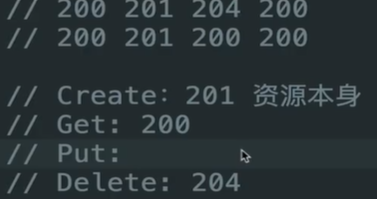 // 200 201 204 200
// 200 201 200 200
// Create: 201 资源本身
// Get: 200
// Put:
// Delete: 204